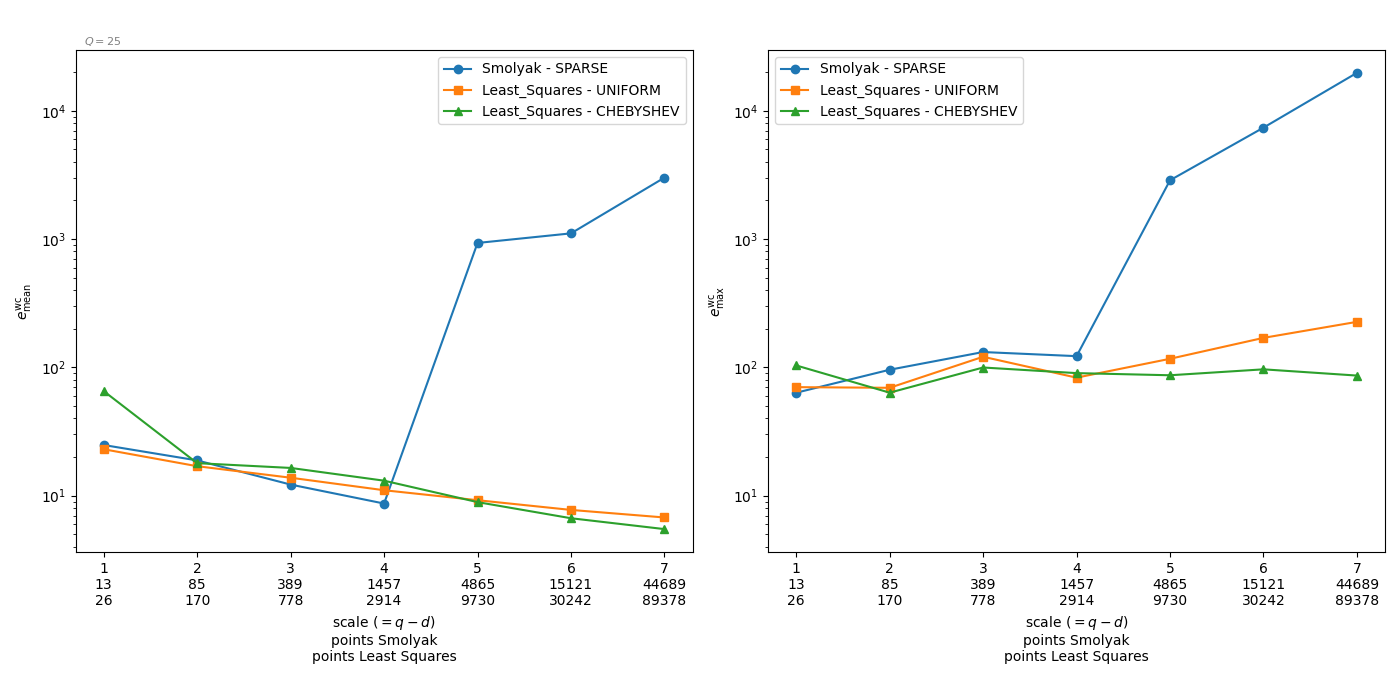 Q = 25
Smolyak - SPARSE
Least_Squares - UNIFORM
Least_Squares - CHEBYSHEV
10⁴
10³
10²
10¹
e^wc_mean
1 2 3 4 5 6 7
13 85 389 1457 4865 15121 44689
26 170 778 2914 9730 30242 89378
scale (= q − d)
points Smolyak
points Least Squares
Smolyak - SPARSE
Least_Squares - UNIFORM
Least_Squares - CHEBYSHEV
10⁴
10³
10²
10¹
e^wc_max
1 2 3 4 5 6 7
13 85 389 1457 4865 15121 44689
26 170 778 2914 9730 30242 89378
scale (= q − d)
points Smolyak
points Least Squares